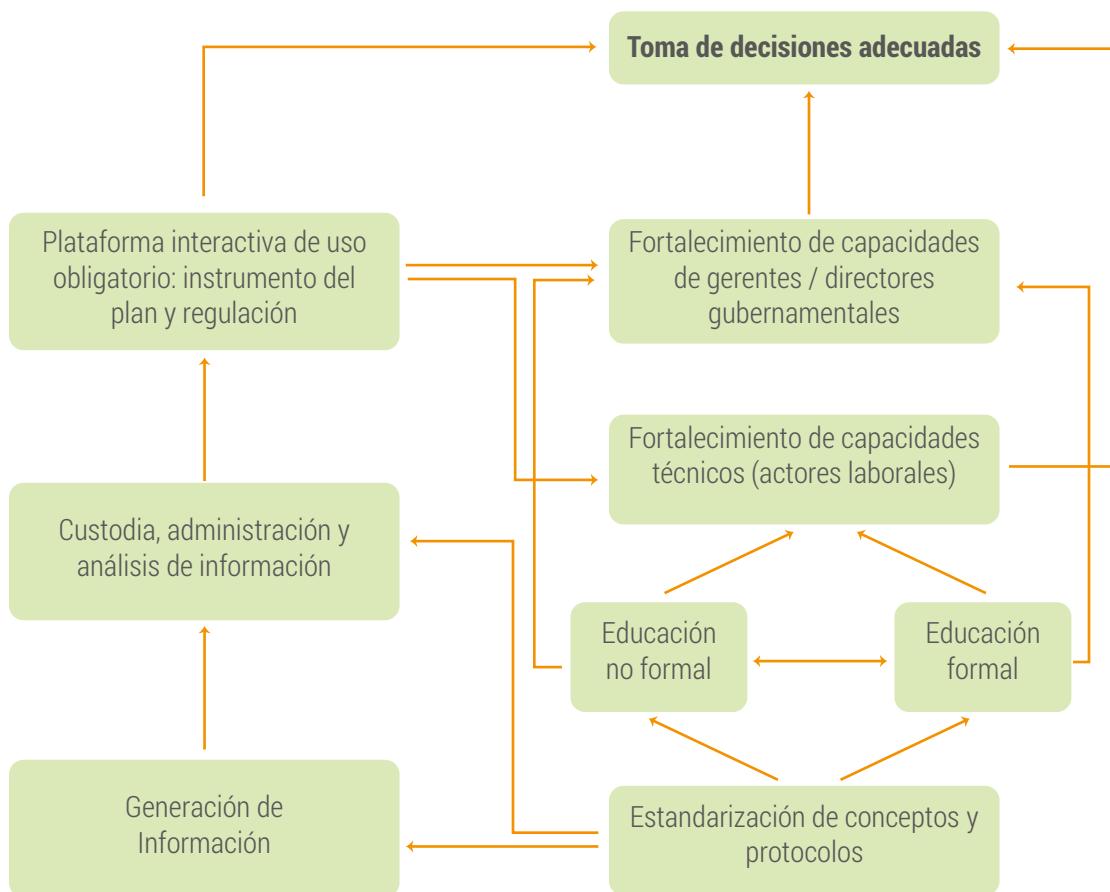 Toma de decisiones adecuadas
Plataforma interactiva de uso
obligatorio: instrumento del
plan y regulación
Fortalecimiento de capacidades
de gerentes / directores
gubernamentales
Fortalecimiento de capacidades
técnicos (actores laborales)
Custodia, administración y
análisis de información
Educación
no formal
Educación
formal
Generación de
Información
Estandarización de conceptos y
protocolos